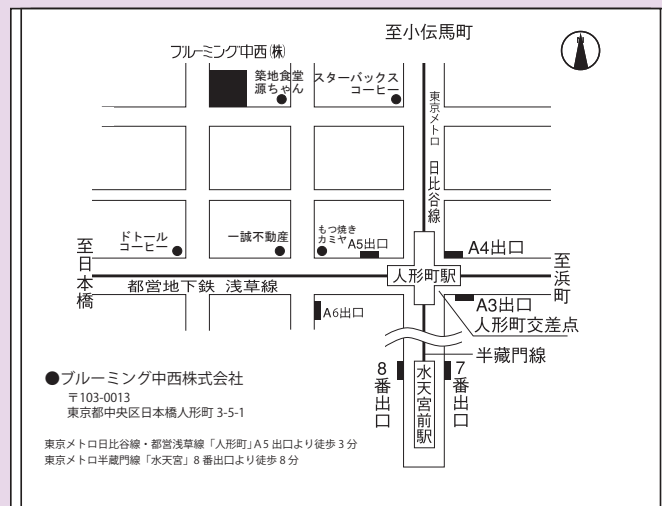 至小伝馬町
ブルーミング中西㈱
築地食堂
源ちゃん
スターバックス
コーヒー
東京メトロ 日比谷線
ドトール
コーヒー
一誠不動産
もつ焼き
カミヤ
A5出口
A4出口
至日本橋
人形町駅
至浜町
都営地下鉄 浅草線
A6出口
A3出口
人形町交差点
半蔵門線
8番出口
水天宮前駅
7番出口
●ブルーミング中西株式会社
〒103-0013
東京都中央区日本橋人形町 3-5-1
東京メトロ日比谷線・都営浅草線「人形町」A5 出口より徒歩 3 分
東京メトロ半蔵門線「水天宮」8 番出口より徒歩 8 分